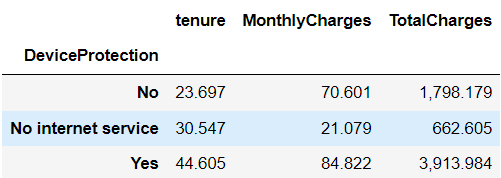 tenure MonthlyCharges TotalCharges
DeviceProtection
No 23.697 70.601 1,798.179
No internet service 30.547 21.079 662.605
Yes 44.605 84.822 3,913.984